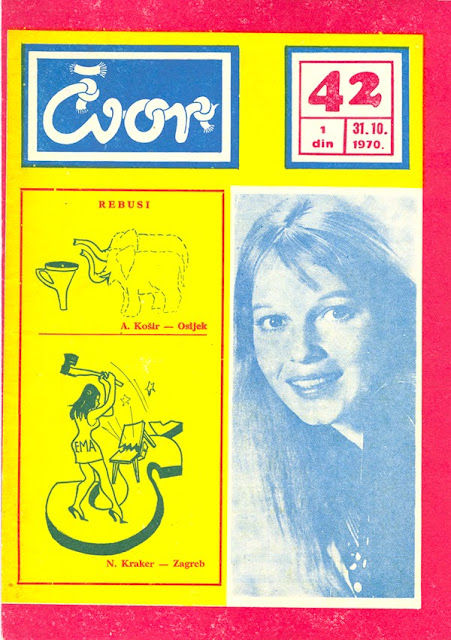 Čvor
42
1
din
31.10.
1970.
REBUSI
A. Košir — Osijek
EMA
N. Kraker — Zagreb